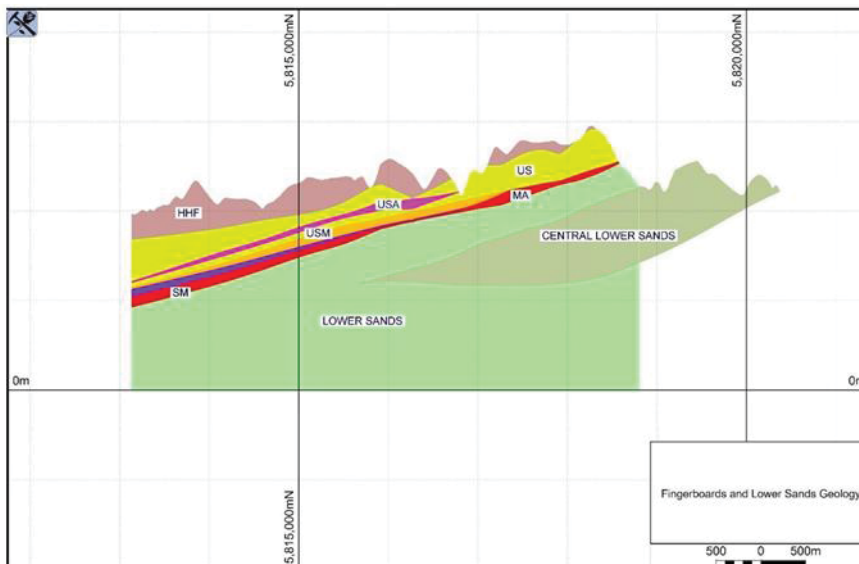 5,815,000mN
5,820,000mN
US
USA
MA
HHF
USM
CENTRAL LOWER SANDS
SM
LOWER SANDS
0m
0m
5,815,000mN
Fingerboards and Lower Sands Geology
500 0 500m